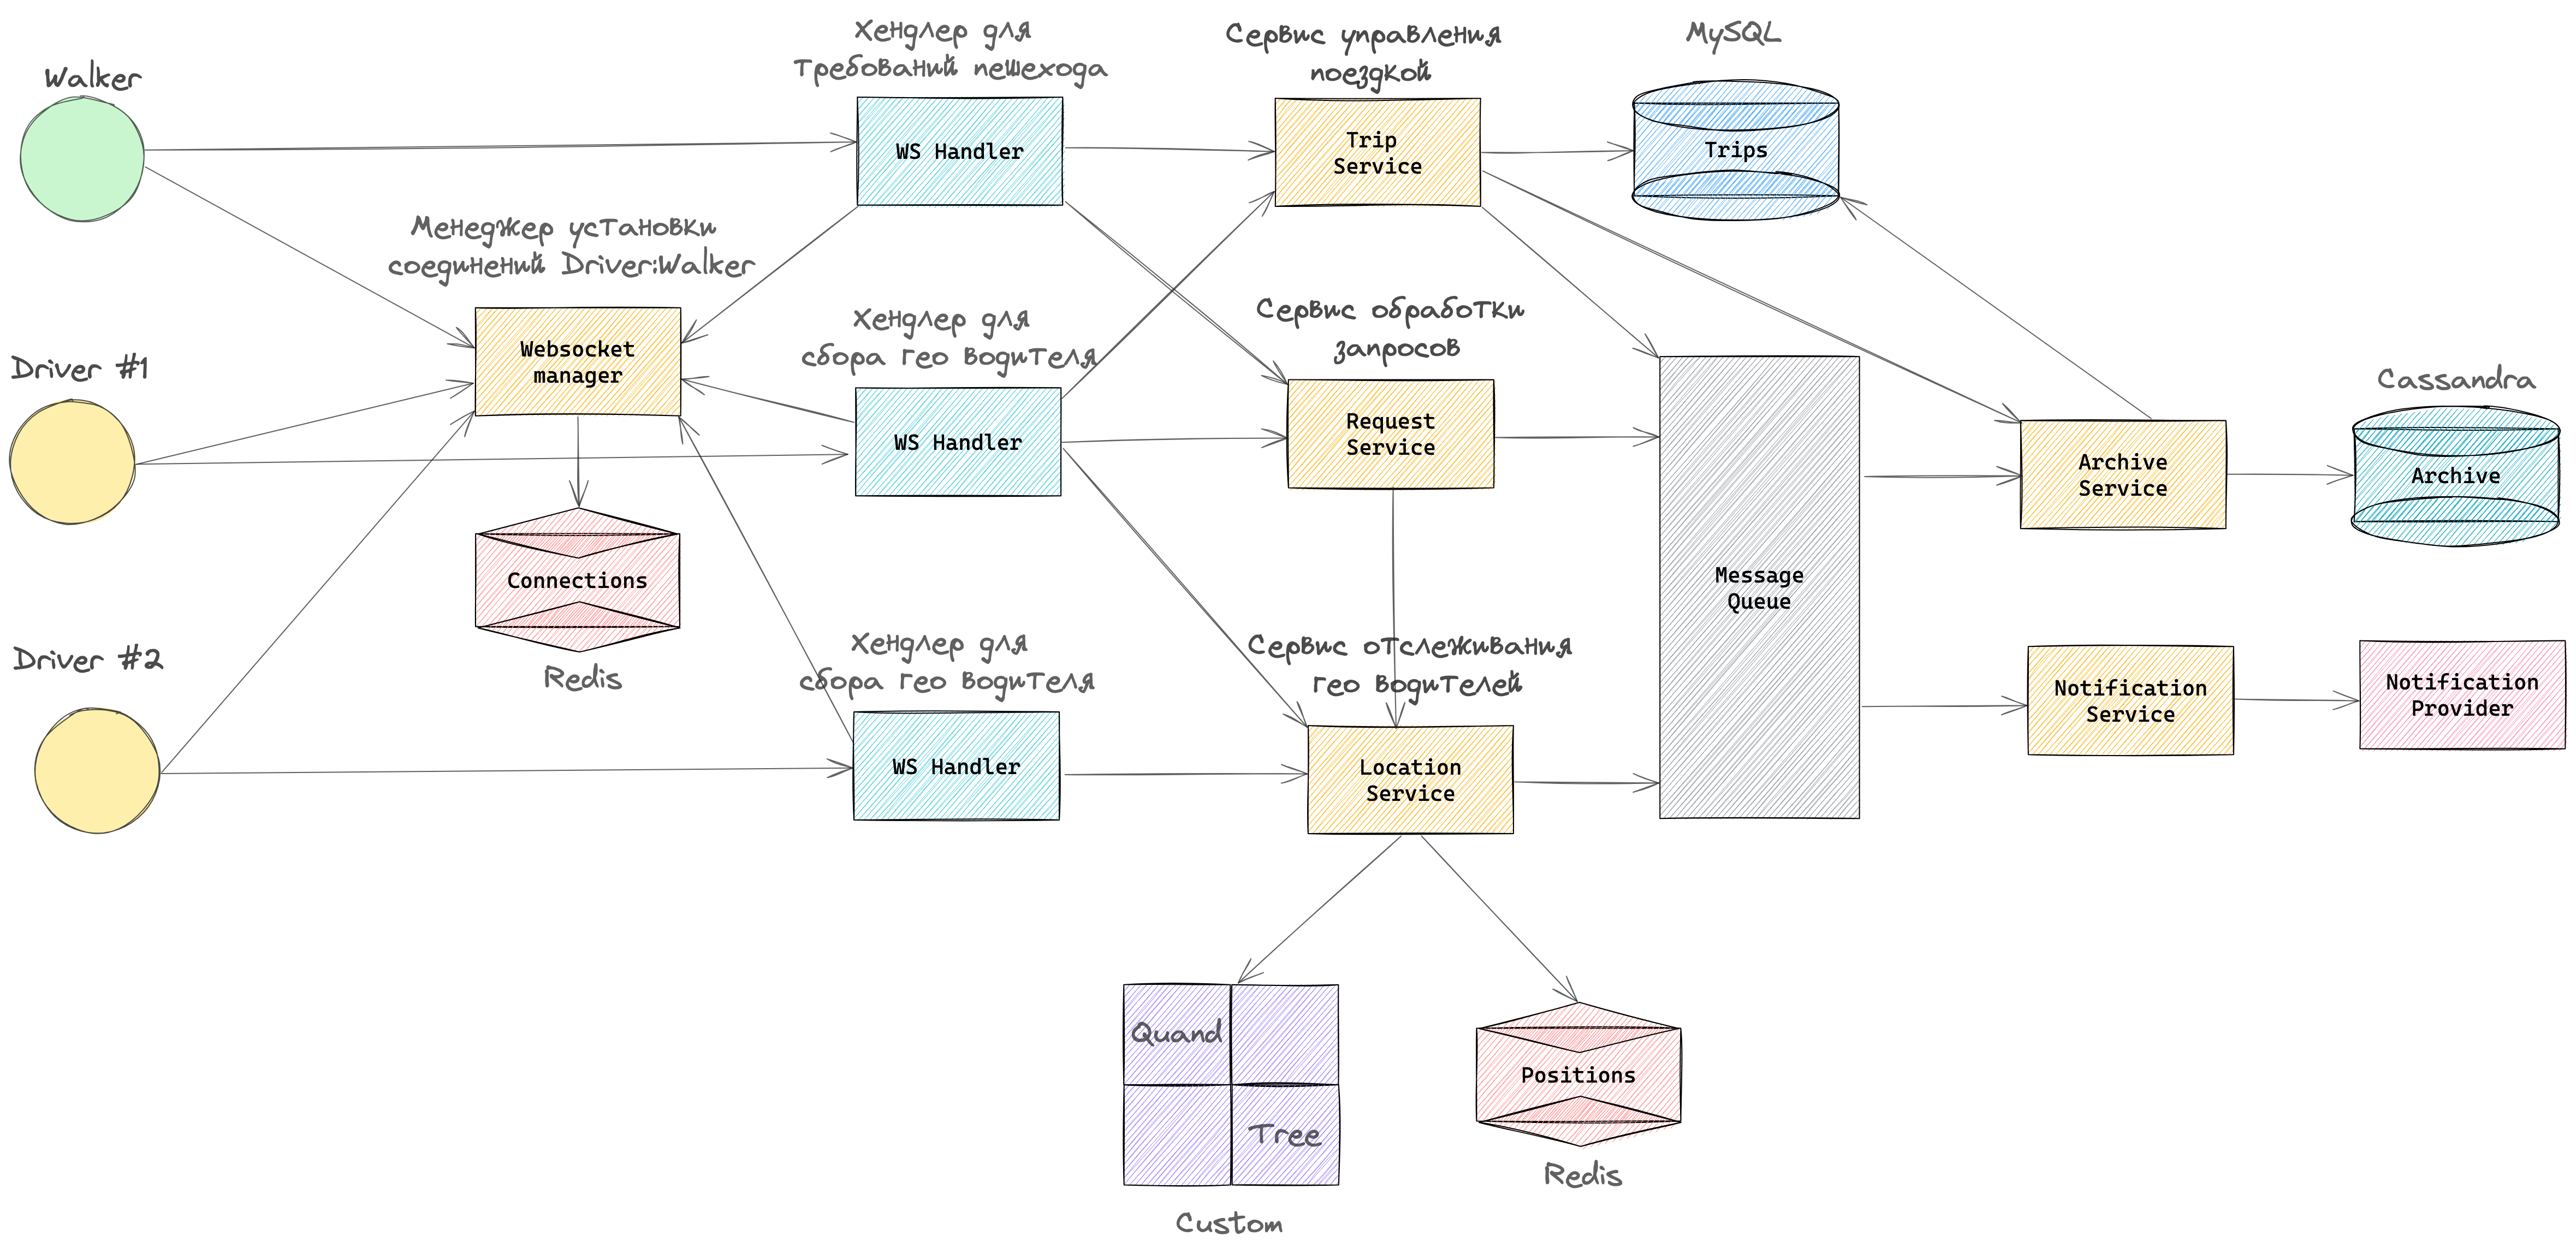 Walker
Хендлер для
требований пешехода
WS Handler
Сервис управления
поездкой
Trip
Service
MySQL
Trips
Менеджер установки
соединений Driver:Walker
Websocket
manager
Connections
Redis
Driver #1
Хендлер для
сбора гео водителя
WS Handler
Сервис обработки
запросов
Request
Service
Message
Queue
Archive
Service
Cassandra
Archive
Driver #2
Хендлер для
сбора гео водителя
WS Handler
Сервис отслеживания
гео водителей
Location
Service
Notification
Service
Notification
Provider
Quand
Tree
Custom
Positions
Redis